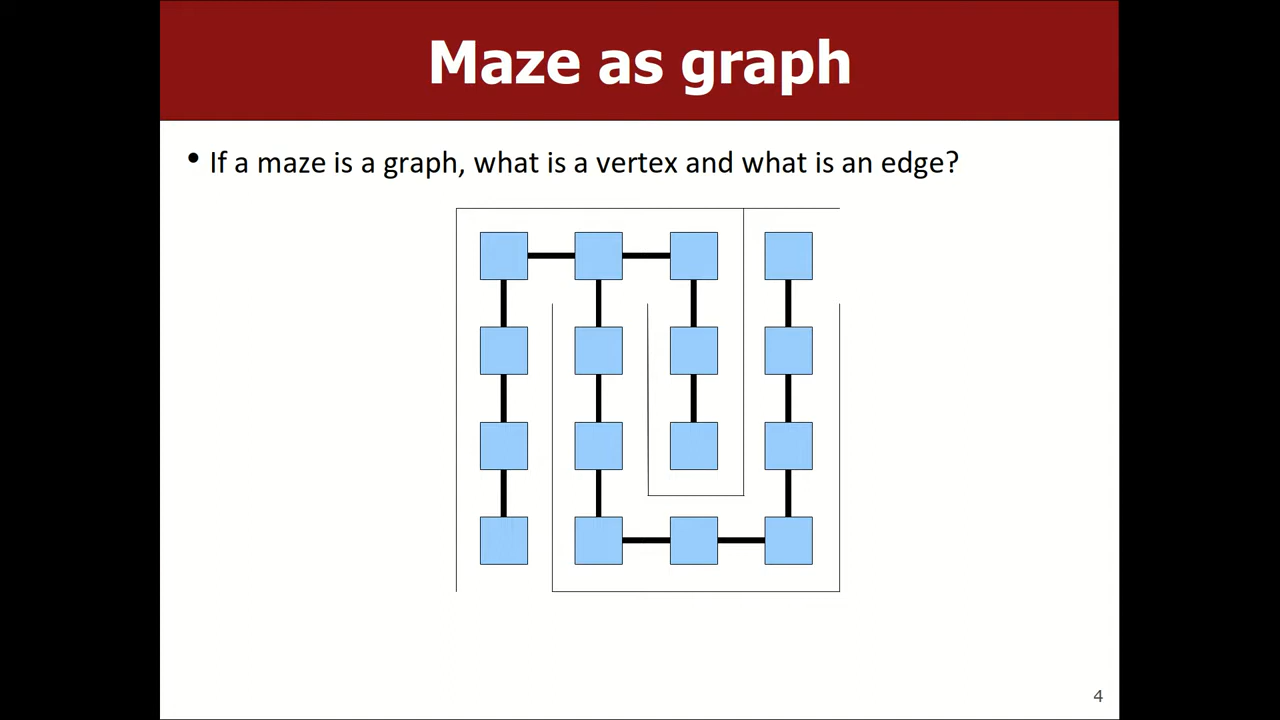 Maze as graph
• If a maze is a graph, what is a vertex and what is an edge?
4